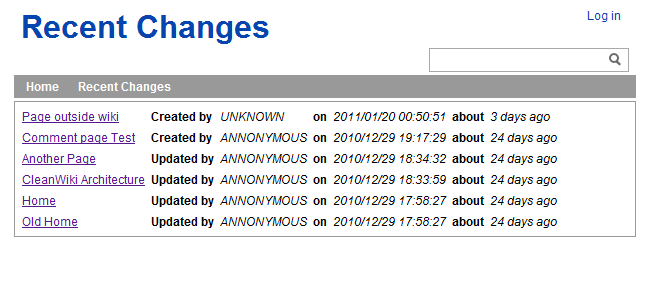 Log in
Recent Changes
Home Recent Changes
Page outside wiki Created by UNKNOWN on 2011/01/20 00:50:51 about 3 days ago
Comment page Test Created by ANNONYMOUS on 2010/12/29 19:17:29 about 24 days ago
Another Page Updated by ANNONYMOUS on 2010/12/29 18:34:32 about 24 days ago
CleanWiki Architecture Updated by ANNONYMOUS on 2010/12/29 18:33:59 about 24 days ago
Home Updated by ANNONYMOUS on 2010/12/29 17:58:27 about 24 days ago
Old Home Updated by ANNONYMOUS on 2010/12/29 17:58:27 about 24 days ago